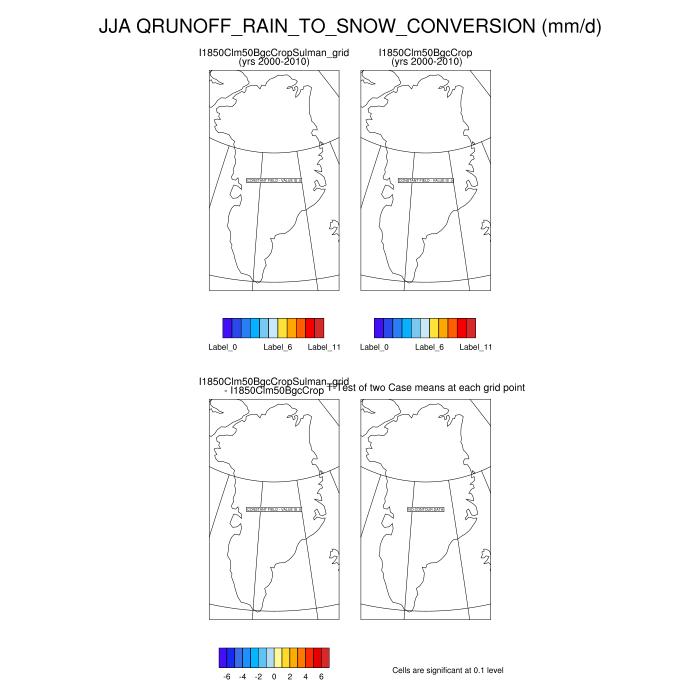 JJA QRUNOFF_RAIN_TO_SNOW_CONVERSION (mm/d)
I1850Clm50BgcCropSulman_grid
(yrs 2000-2010)
I1850Clm50BgcCrop
(yrs 2000-2010)
CONSTANT FIELD - VALUE IS 0
CONSTANT FIELD - VALUE IS 0
Label_0 Label_6 Label_11
Label_0 Label_6 Label_11
I1850Clm50BgcCropSulman_grid
- I1850Clm50BgcCrop
T-Test of two Case means at each grid point
CONSTANT FIELD - VALUE IS 0
NO CONTOUR DATA
-6 -4 -2 0 2 4 6
Cells are significant at 0.1 level